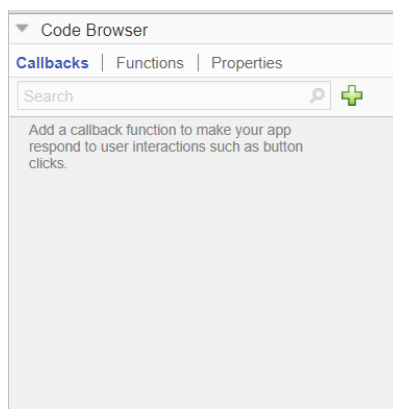 Code Browser
Callbacks | Functions | Properties
Search
Add a callback function to make your app
respond to user interactions such as button
clicks.